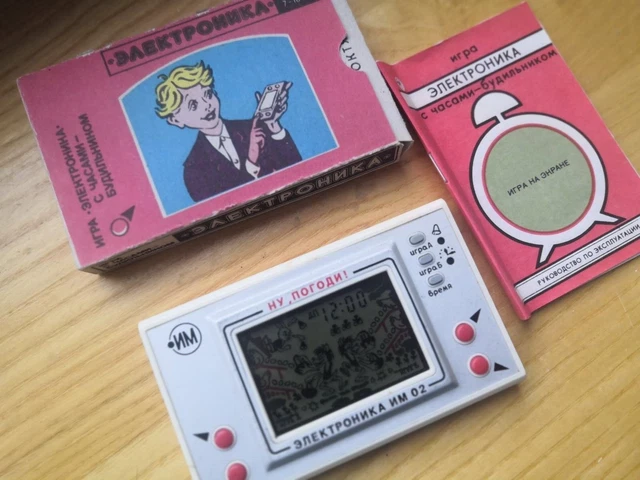 ЭЛЕКТРОНИКА
ОКТЯ
ИГРА „ЭЛЕКТРОНИКА“
С ЧАСАМИ–
БУДИЛЬНИКОМ
ЭЛЕКТРОНИКА
игра
ЭЛЕКТРОНИКА
с часами–будильником
ИГРА НА ЭКРАНЕ
РУКОВОДСТВО ПО ЭКСПЛУАТАЦИИ
игра А
игра Б
время
НУ, ПОГОДИ!
ИМ
12:00
ЭЛЕКТРОНИКА ИМ 02